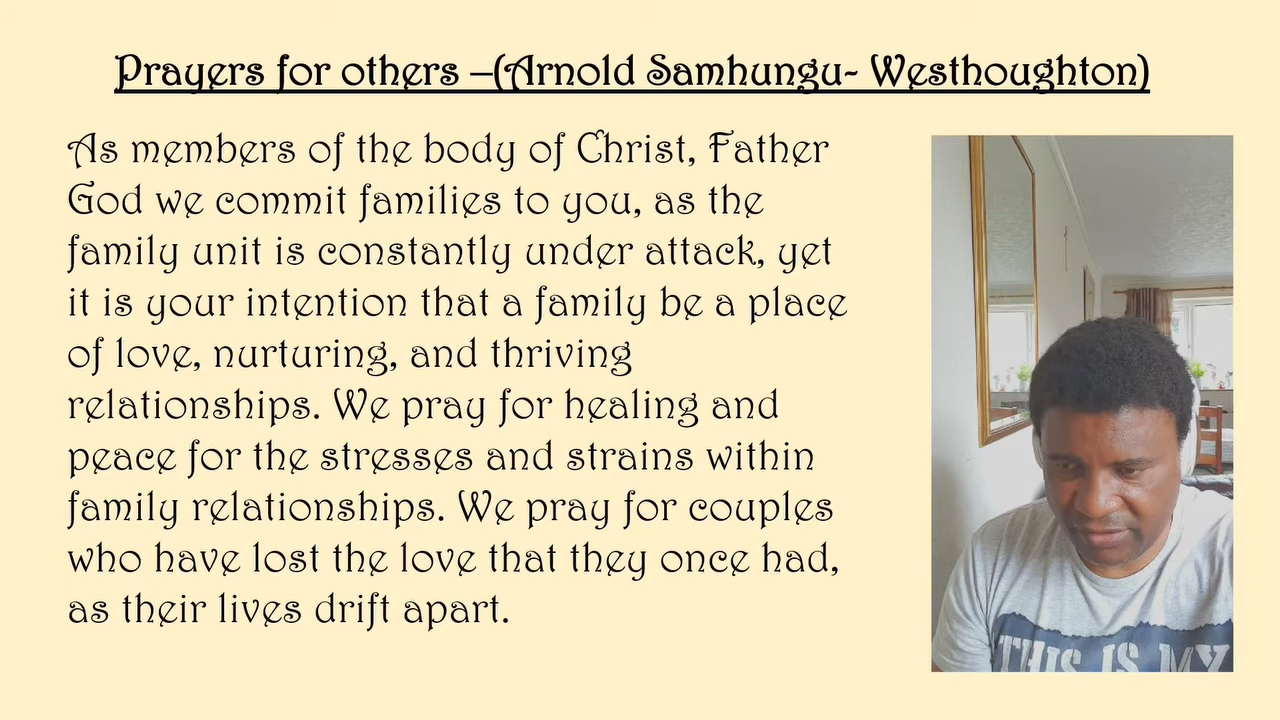 Prayers for others –(Arnold Samhungu- Westhoughton)
As members of the body of Christ, Father
God we commit families to you, as the
family unit is constantly under attack, yet
it is your intention that a family be a place
of love, nurturing, and thriving
relationships. We pray for healing and
peace for the stresses and strains within
family relationships. We pray for couples
who have lost the love that they once had,
as their lives drift apart.
THIS IS MY